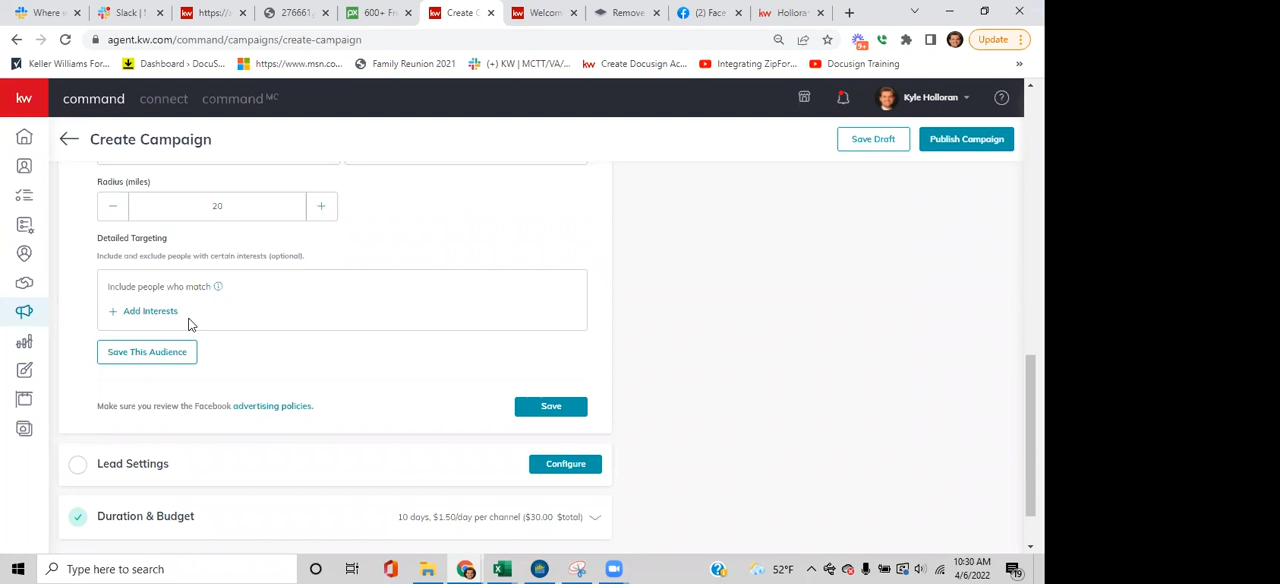 Where w
Slack | S
https://a
276661,
600+ Fre
Create C
Welcom
Remove
(2) Face
Hollora
agent.kw.com/command/campaigns/create-campaign
9+
Update
Keller Williams For...
Dashboard › DocuS...
https://www.msn.co...
Family Reunion 2021
(+) KW | MCTT/VA/...
Create Docusign Ac...
Integrating ZipFor...
Docusign Training
»
kw
command
connect
command MC
Kyle Holloran
Create Campaign
Save Draft
Publish Campaign
Radius (miles)
20
Detailed Targeting
Include and exclude people with certain interests (optional).
Include people who match
+ Add Interests
Save This Audience
Make sure you review the Facebook advertising policies.
Save
Lead Settings
Configure
Duration & Budget
10 days, $1.50/day per channel ($30.00 $total)
Type here to search
52°F
10:30 AM
4/6/2022
19